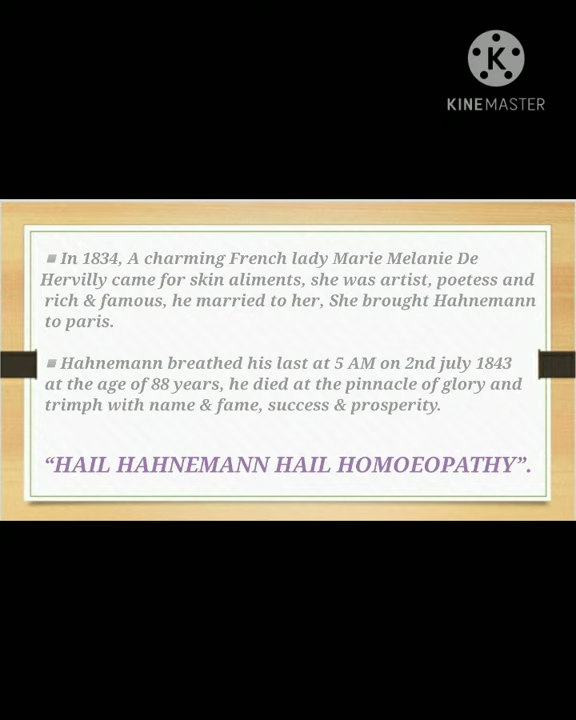 KINEMASTER
▪ In 1834, A charming French lady Marie Melanie De
Hervilly came for skin aliments, she was artist, poetess and
rich & famous, he married to her, She brought Hahnemann
to paris.
▪ Hahnemann breathed his last at 5 AM on 2nd july 1843
at the age of 88 years, he died at the pinnacle of glory and
trimph with name & fame, success & prosperity.
“HAIL HAHNEMANN HAIL HOMOEOPATHY”.